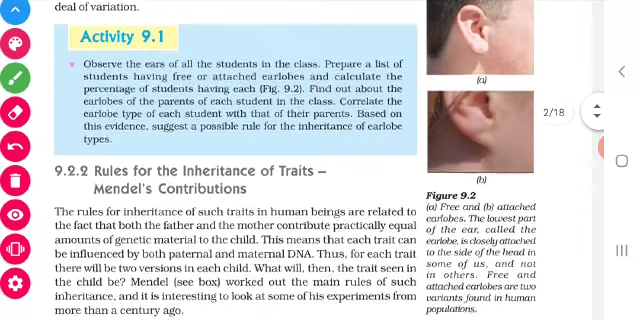 deal of variation.
Activity 9.1
Observe the ears of all the students in the class. Prepare a list of
students having free or attached earlobes and calculate the
percentage of students having each (Fig. 9.2). Find out about the
earlobes of the parents of each student in the class. Correlate the
earlobe type of each student with that of their parents. Based on
this evidence, suggest a possible rule for the inheritance of earlobe
types.
9.2.2 Rules for the Inheritance of Traits –
Mendel's Contributions
The rules for inheritance of such traits in human beings are related to
the fact that both the father and the mother contribute practically equal
amounts of genetic material to the child. This means that each trait can
be influenced by both paternal and maternal DNA. Thus, for each trait
there will be two versions in each child. What will, then, the trait seen in
the child be? Mendel (see box) worked out the main rules of such
inheritance, and it is interesting to look at some of his experiments from
more than a century ago.
(a)
(b)
Figure 9.2
(a) Free and (b) attached
earlobes. The lowest part
of the ear, called the
earlobe, is closely attached
to the side of the head in
some of us, and not
in others. Free and
attached earlobes are two
variants found in human
populations.
2/18